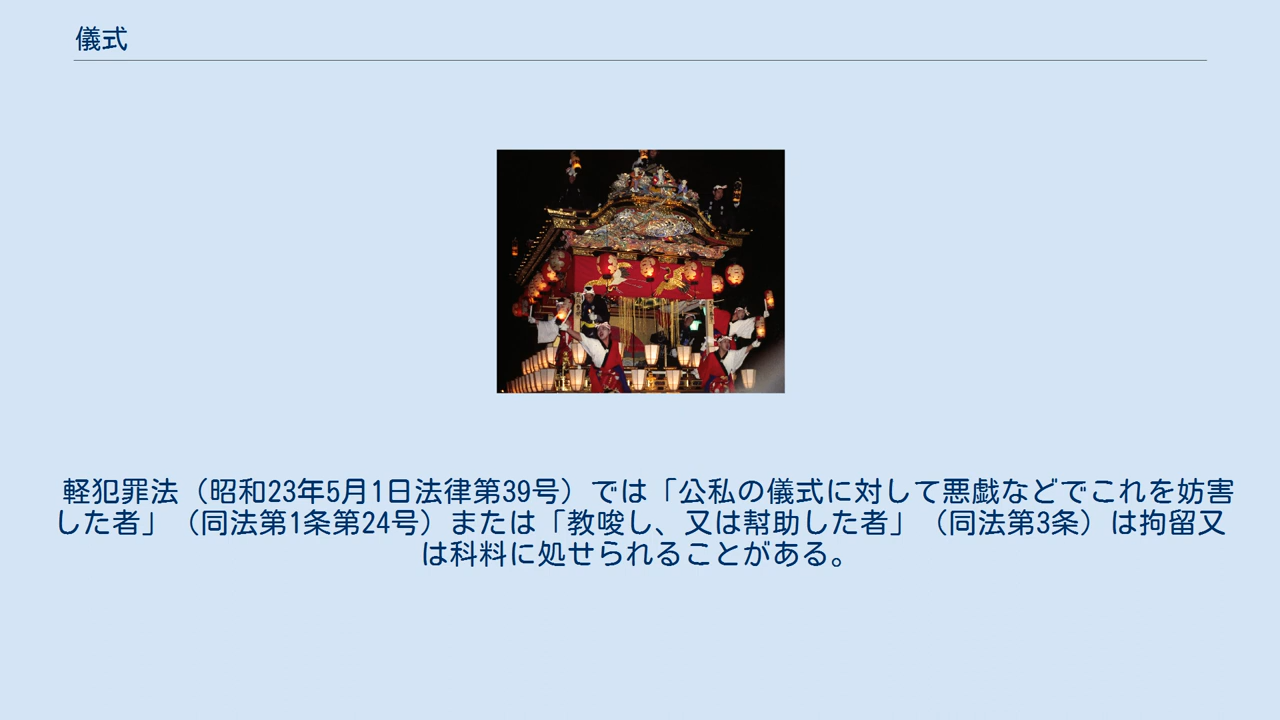 儀式
軽犯罪法（昭和23年5月1日法律第39号）では「公私の儀式に対して悪戯などでこれを妨害
した者」（同法第1条第24号）または「教唆し、又は幇助した者」（同法第3条）は拘留又
は科料に処せられることがある。